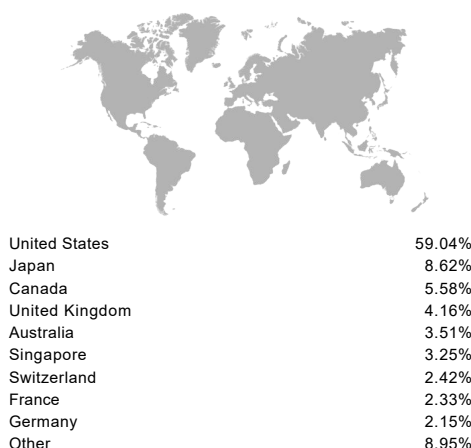 United States 59.04%
Japan 8.62%
Canada 5.58%
United Kingdom 4.16%
Australia 3.51%
Singapore 3.25%
Switzerland 2.42%
France 2.33%
Germany 2.15%
Other 8.95%